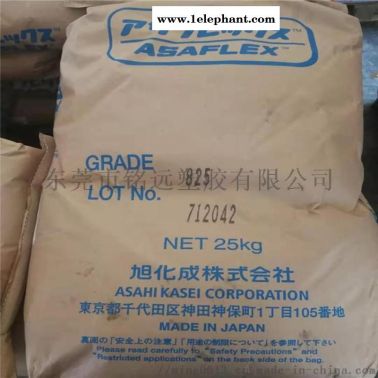 www.1elephant.com
アサフレックス™
ASAFLEX™
GRADE 825
东莞市铭远塑胶有限公司
LOT No. 712042
NET 25kg
旭化成株式会社
ASAHI KASEI CORPORATION
東京都千代田区神田神保町1丁目105番地
MADE IN JAPAN
裏面の「安全上の注意」「用途の制限について」を参照して下さい
Please read carefully to "Safety Precautions" and
"Restricted applications" on the back of the bag.